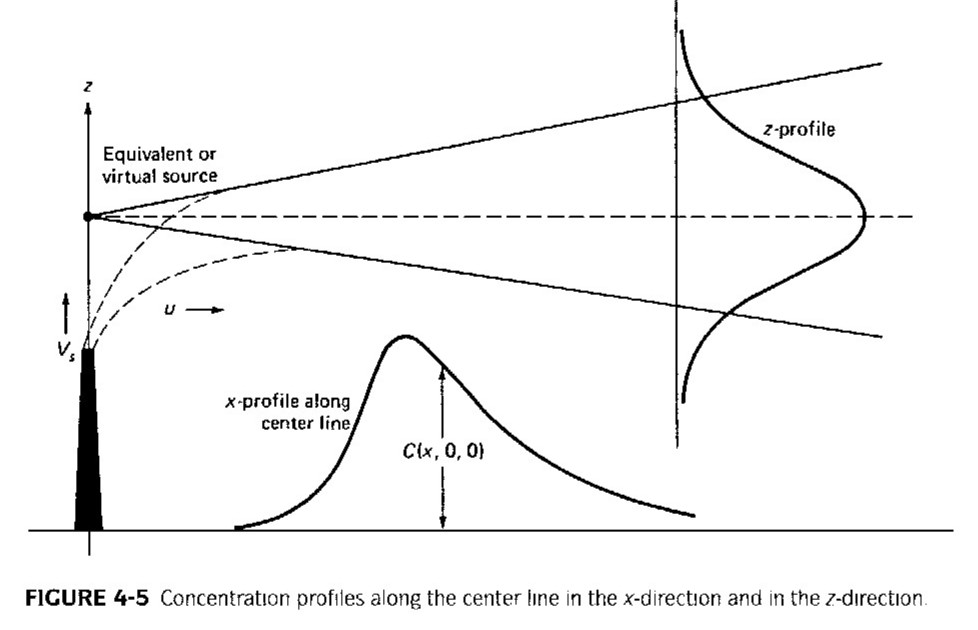 z
Equivalent or
virtual source
z-profile
u
Vs
x-profile along
center line
C(x, 0, 0)
FIGURE 4-5 Concentration profiles along the center line in the x-direction and in the z-direction.